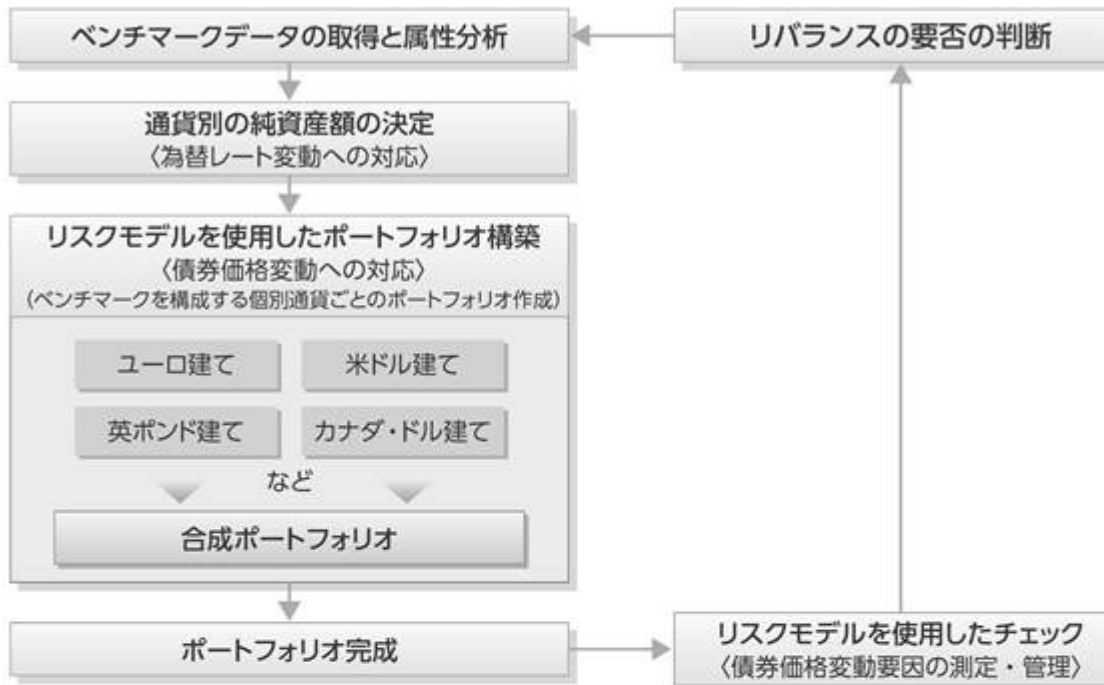 ベンチマークデータの取得と属性分析
リバランスの要否の判断
通貨別の純資産額の決定
〈為替レート変動への対応〉
リスクモデルを使用したポートフォリオ構築
〈債券価格変動への対応〉
(ベンチマークを構成する個別通貨ごとのポートフォリオ作成)
ユーロ建て
米ドル建て
英ポンド建て
カナダ・ドル建て
など
合成ポートフォリオ
ポートフォリオ完成
リスクモデルを使用したチェック
〈債券価格変動要因の測定・管理〉